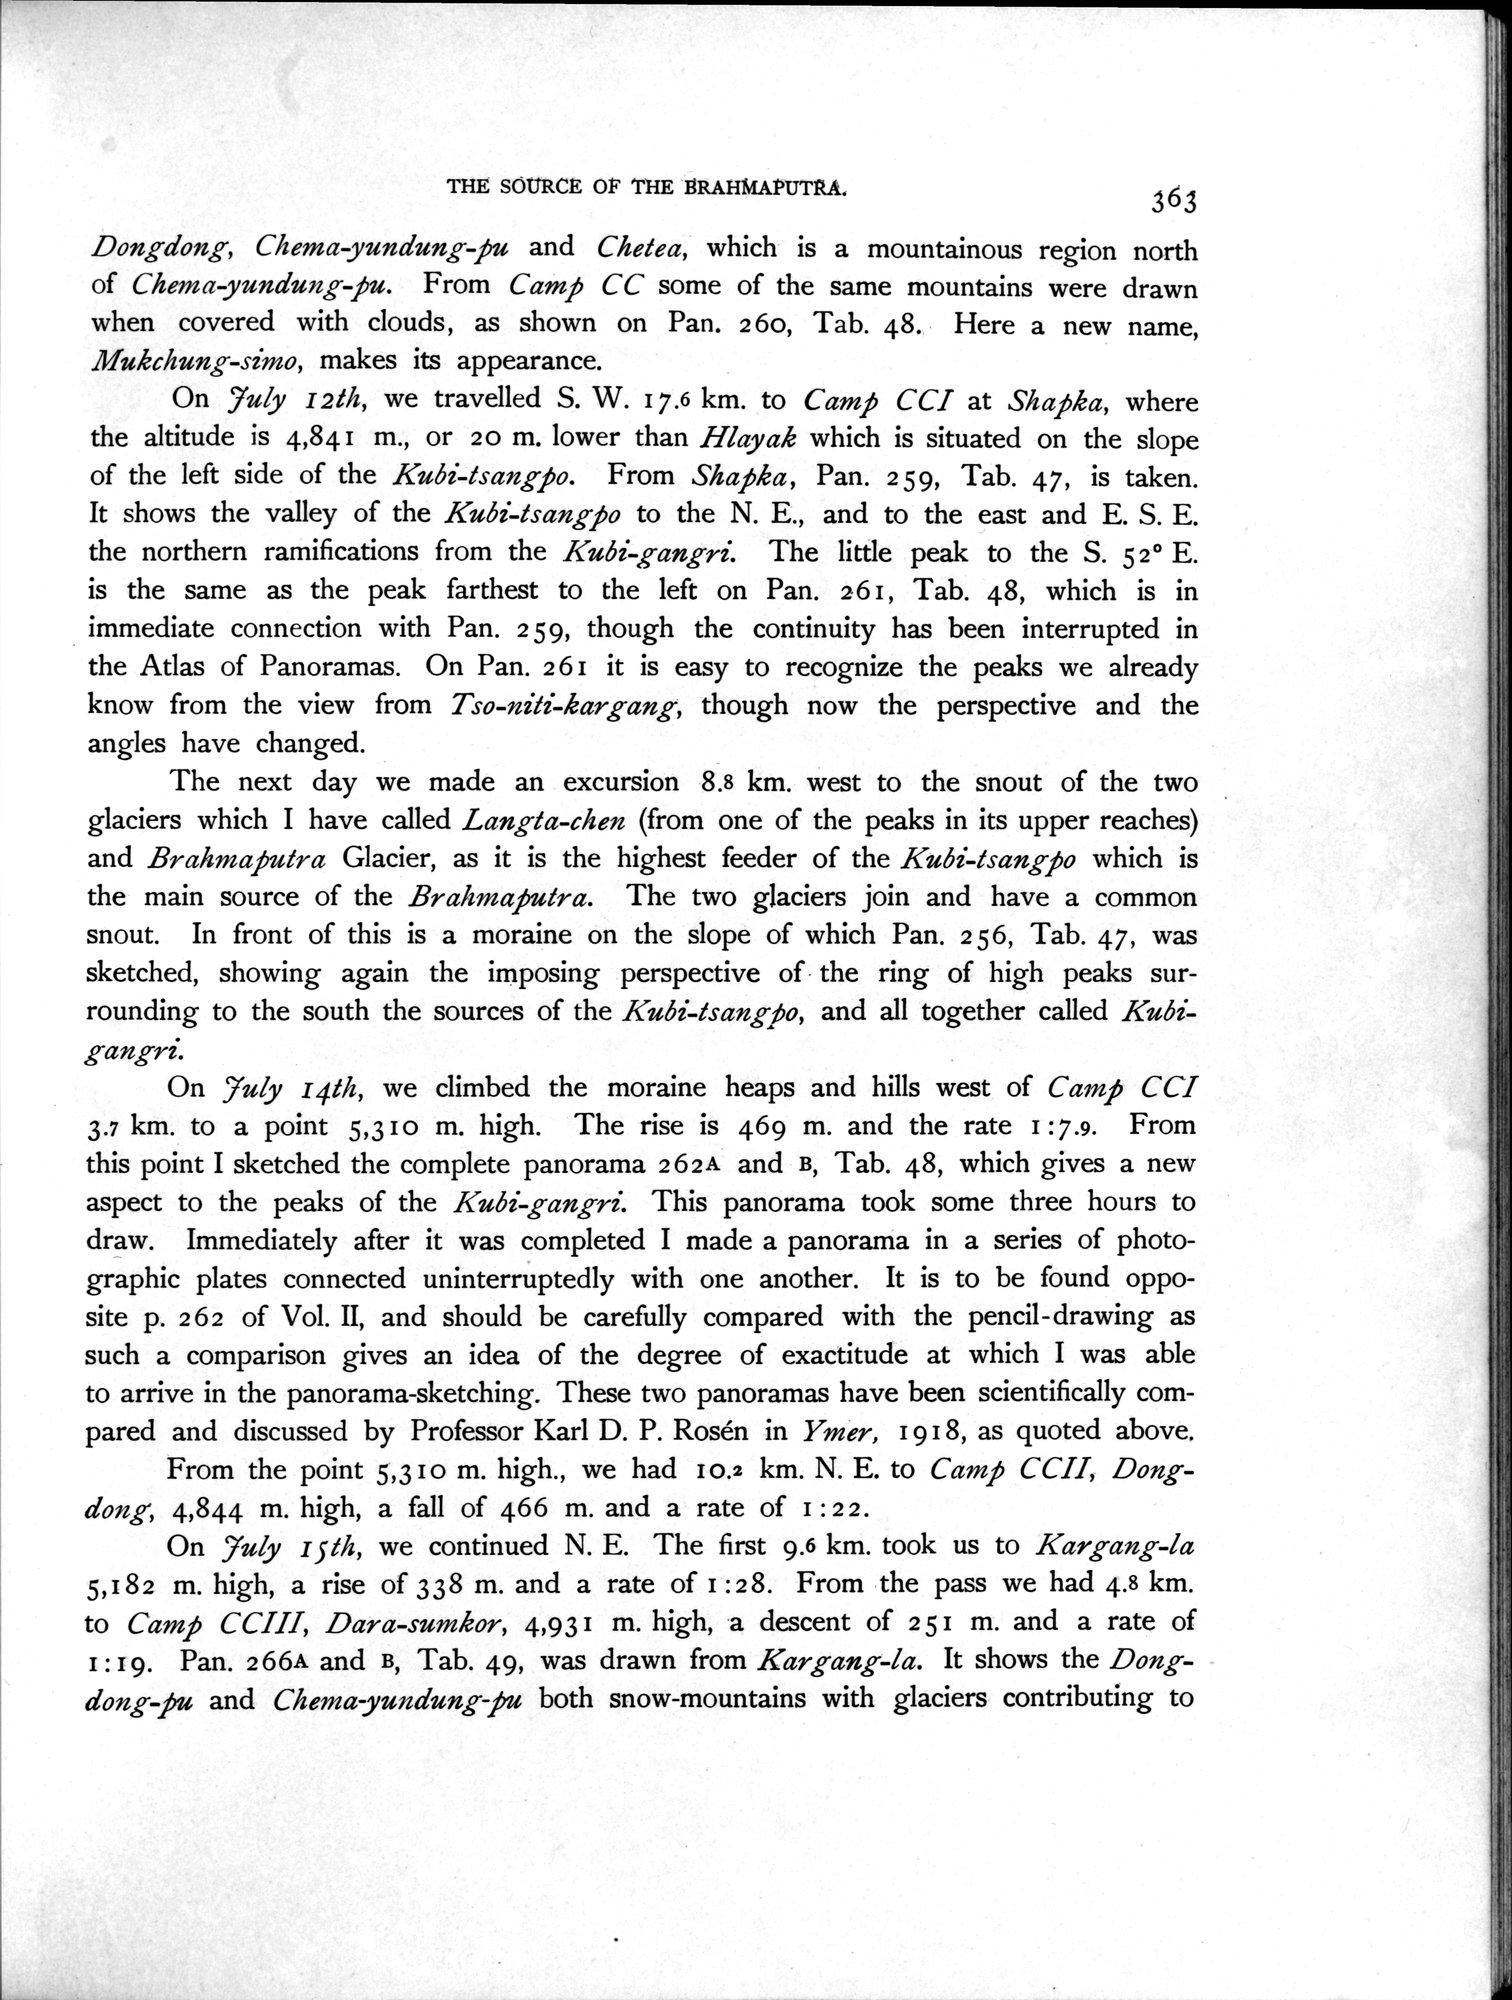 THE SOURCE OF THE BRAHMAPUTRA.
363
Dongdong, Chema-yundung-pu and Chetea, which is a mountainous region north
of Chema-yundung-pu. From Camp CC some of the same mountains were drawn
when covered with clouds, as shown on Pan. 260, Tab. 48. Here a new name,
Mukchung-simo, makes its appearance.
On July 12th, we travelled S. W. 17.6 km. to Camp CCI at Shapka, where
the altitude is 4,841 m., or 20 m. lower than Hlayak which is situated on the slope
of the left side of the Kubi-tsangpo. From Shapka, Pan. 259, Tab. 47, is taken.
It shows the valley of the Kubi-tsangpo to the N. E., and to the east and E. S. E.
the northern ramifications from the Kubi-gangri. The little peak to the S. 52° E.
is the same as the peak farthest to the left on Pan. 261, Tab. 48, which is in
immediate connection with Pan. 259, though the continuity has been interrupted in
the Atlas of Panoramas. On Pan. 261 it is easy to recognize the peaks we already
know from the view from Tso-niti-kargang, though now the perspective and the
angles have changed.
The next day we made an excursion 8.8 km. west to the snout of the two
glaciers which I have called Langta-chen (from one of the peaks in its upper reaches)
and Brahmaputra Glacier, as it is the highest feeder of the Kubi-tsangpo which is
the main source of the Brahmaputra. The two glaciers join and have a common
snout. In front of this is a moraine on the slope of which Pan. 256, Tab. 47, was
sketched, showing again the imposing perspective of the ring of high peaks sur-
rounding to the south the sources of the Kubi-tsangpo, and all together called Kubi-
gangri.
On July 14th, we climbed the moraine heaps and hills west of Camp CCI
3.7 km. to a point 5,310 m. high. The rise is 469 m. and the rate 1:7.9. From
this point I sketched the complete panorama 262A and B, Tab. 48, which gives a new
aspect to the peaks of the Kubi-gangri. This panorama took some three hours to
draw. Immediately after it was completed I made a panorama in a series of photo-
graphic plates connected uninterruptedly with one another. It is to be found oppo-
site p. 262 of Vol. II, and should be carefully compared with the pencil-drawing as
such a comparison gives an idea of the degree of exactitude at which I was able
to arrive in the panorama-sketching. These two panoramas have been scientifically com-
pared and discussed by Professor Karl D. P. Rosén in Ymer, 1918, as quoted above.
From the point 5,310 m. high., we had 10.2 km. N. E. to Camp CCII, Dong-
dong, 4,844 m. high, a fall of 466 m. and a rate of 1:22.
On July 15th, we continued N. E. The first 9.6 km. took us to Kargang-la
5,182 m. high, a rise of 338 m. and a rate of 1:28. From the pass we had 4.8 km.
to Camp CCIII, Dara-sumkor, 4,931 m. high, a descent of 251 m. and a rate of
1:19. Pan. 266A and B, Tab. 49, was drawn from Kargang-la. It shows the Dong-
dong-pu and Chema-yundung-pu both snow-mountains with glaciers contributing to